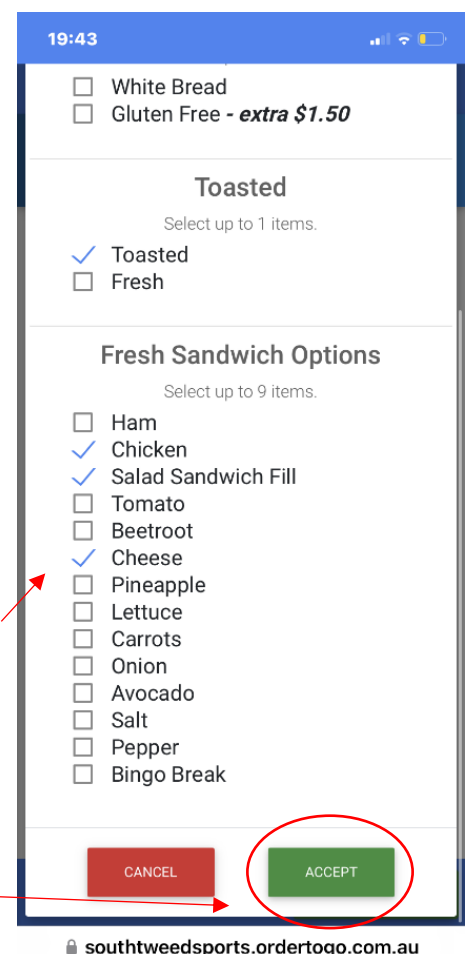 19:43
White Bread
Gluten Free - extra $1.50
Toasted
Select up to 1 items.
Toasted
Fresh
Fresh Sandwich Options
Select up to 9 items.
Ham
Chicken
Salad Sandwich Fill
Tomato
Beetroot
Cheese
Pineapple
Lettuce
Carrots
Onion
Avocado
Salt
Pepper
Bingo Break
CANCEL ACCEPT
southtweedsports.ordertogo.com.au